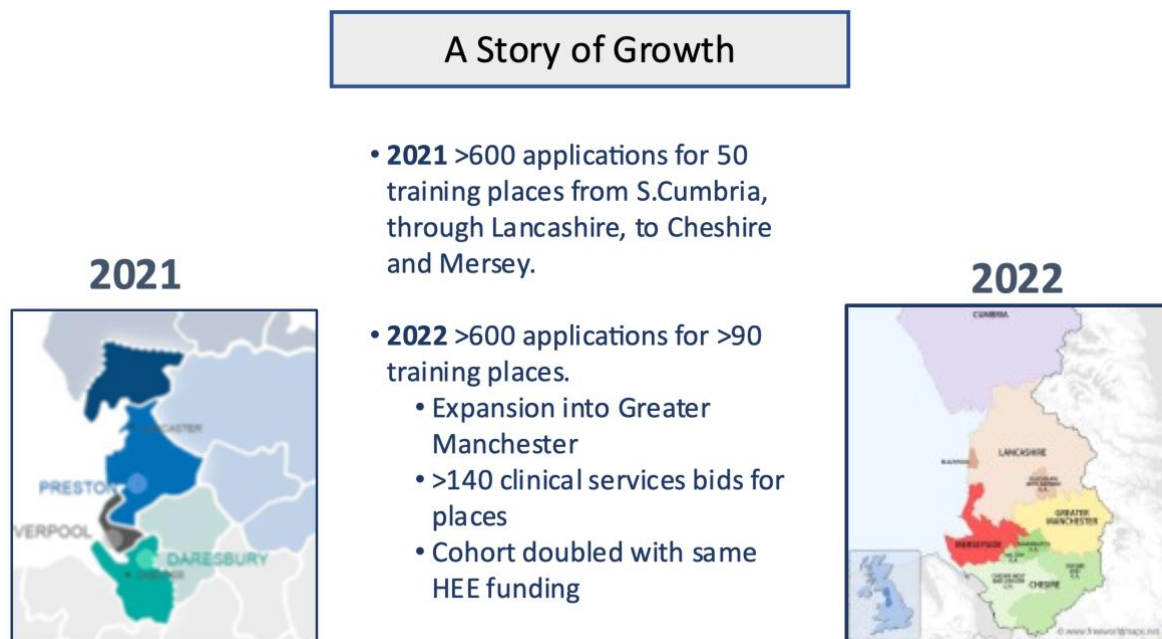 A Story of Growth
• 2021 >600 applications for 50
training places from S.Cumbria,
through Lancashire, to Cheshire
and Mersey.
• 2022 >600 applications for >90
training places.
• Expansion into Greater
Manchester
• >140 clinical services bids for
places
• Cohort doubled with same
HEE funding
2021
PRESTON
VERPOOL
DARESBURY
2022
CUMBRIA
LANCASHIRE
BLACKPOOL
GREATER
MANCHESTER
MERSEYSIDE
CHESIRE
© www.freeworldmaps.net